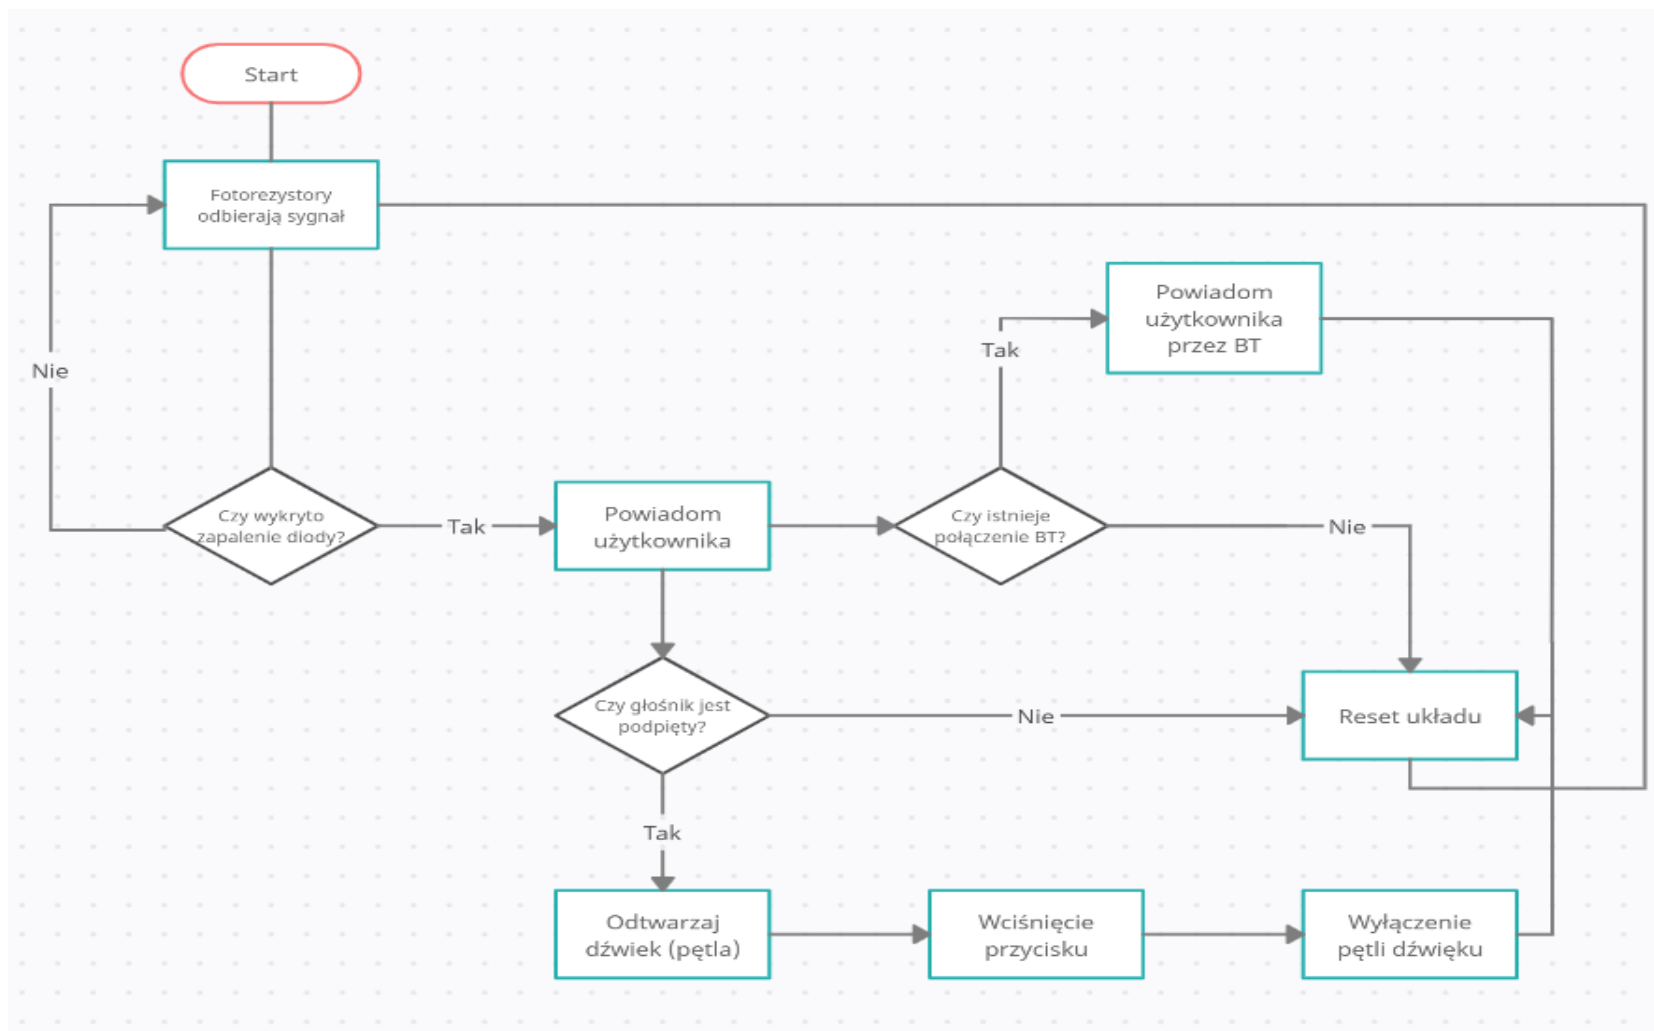 Start
Fotorezystory
odbierają sygnał
Powiadom
użytkownika
przez BT
Tak
Nie
Czy wykryto
zapalenie diody?
Tak
Powiadom
użytkownika
Czy istnieje
połączenie BT?
Nie
Czy głośnik jest
podpięty?
Nie
Reset układu
Tak
Odtwarzaj
dźwiek (pętla)
Wciśnięcie
przycisku
Wyłączenie
pętli dźwięku